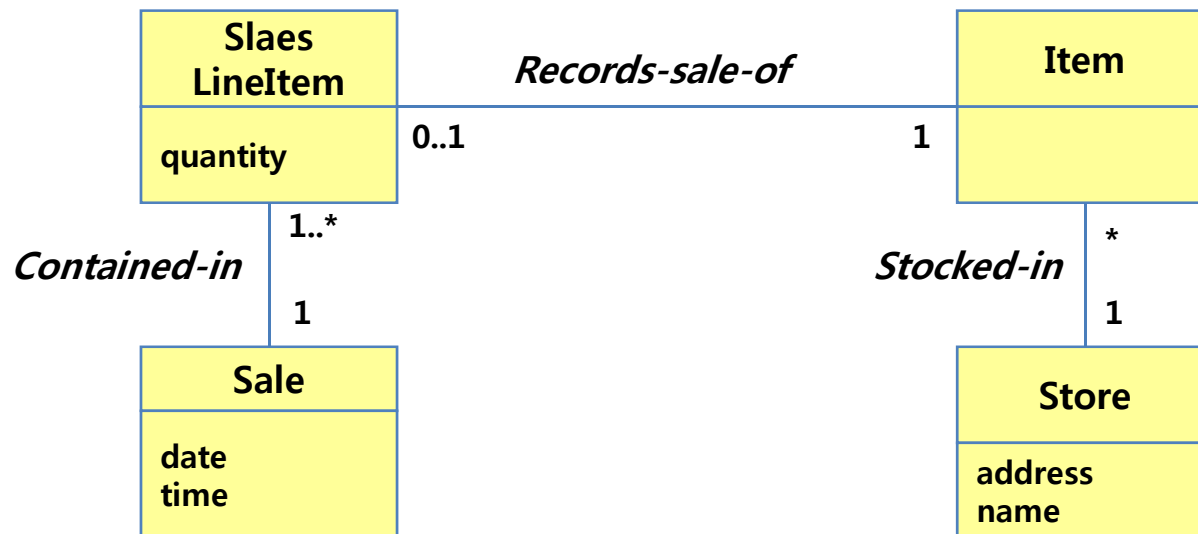 Slaes
LineItem
quantity
Records-sale-of
0..1
1
Item
1..*
Contained-in
1
*
Stocked-in
1
Sale
date
time
Store
address
name